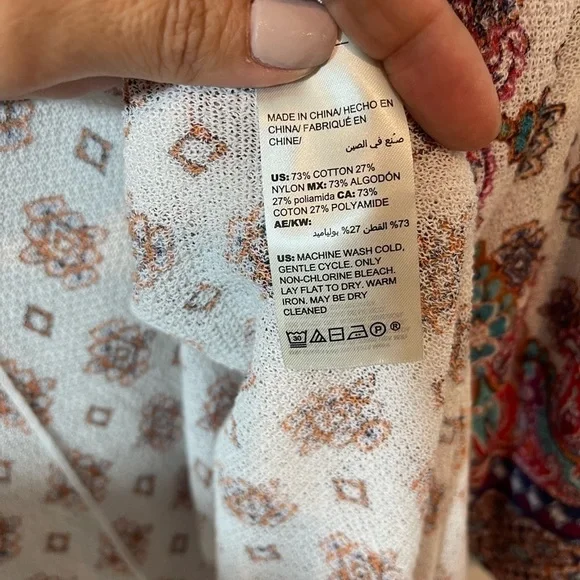 MADE IN CHINA/ HECHO EN
CHINA/ FABRIQUÉ EN
CHINE/
صنع في الصين
US: 73% COTTON 27%
NYLON MX: 73% ALGODÓN
27% poliamida CA: 73%
COTON 27% POLYAMIDE
AE/KW:
73% القطن 27% بولياميد
US: MACHINE WASH COLD,
GENTLE CYCLE. ONLY
NON-CHLORINE BLEACH.
LAY FLAT TO DRY. WARM
IRON. MAY BE DRY
CLEANED
30 P ®